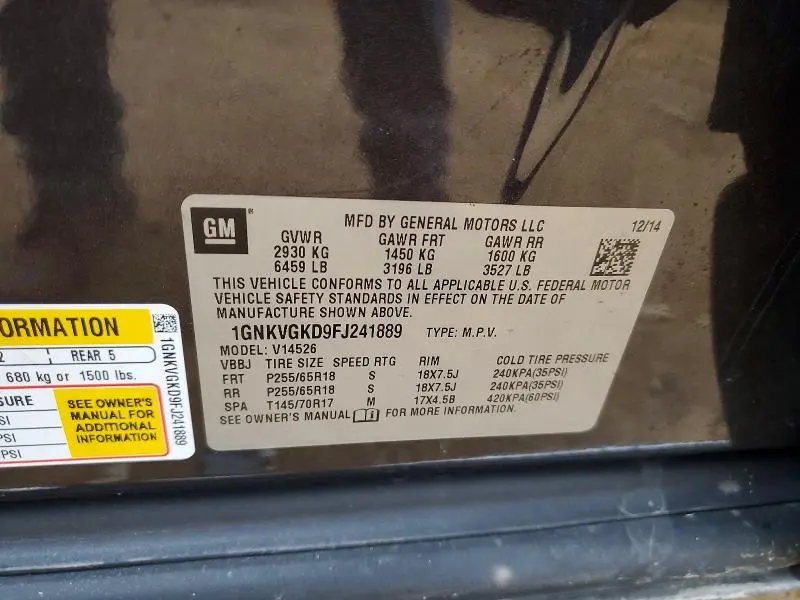 GM
MFD BY GENERAL MOTORS LLC 12/14
GVWR GAWR FRT GAWR RR
2930 KG 1450 KG 1600 KG
6459 LB 3196 LB 3527 LB
THIS VEHICLE CONFORMS TO ALL APPLICABLE U.S. FEDERAL MOTOR
VEHICLE SAFETY STANDARDS IN EFFECT ON THE DATE OF
MANUFACTURE SHOWN ABOVE.
1GNKVGKD9FJ241889 TYPE: M.P.V.
MODEL: V14526
VBBJ TIRE SIZE SPEED RTG RIM COLD TIRE PRESSURE
FRT P255/65R18 S 18X7.5J 240KPA(35PSI)
RR P255/65R18 S 18X7.5J 240KPA(35PSI)
SPA T145/70R17 M 17X4.5B 420KPA(60PSI)
SEE OWNER'S MANUAL FOR MORE INFORMATION.
ORMATION
2 REAR 5
680 kg or 1500 lbs.
SURE
SI
PSI
PSI
SEE OWNER'S
MANUAL FOR
ADDITIONAL
INFORMATION
1GNKVGKD9FJ241889